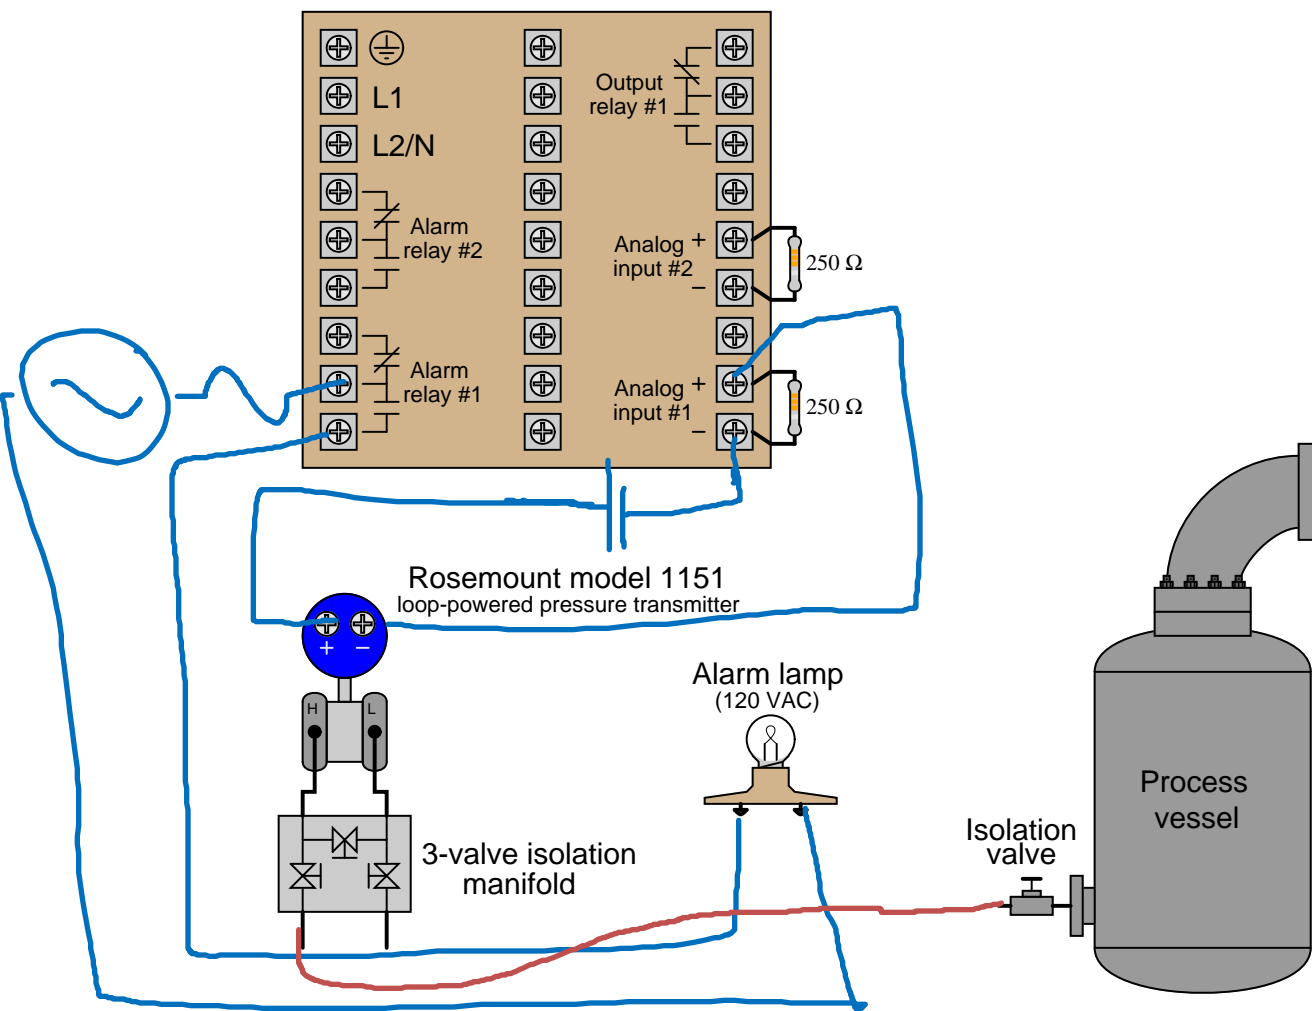 L1
L2/N
Alarm
relay #2
Alarm
relay #1
Output
relay #1
Analog +
input #2
−
250 Ω
Analog +
input #1
−
250 Ω
Rosemount model 1151
loop-powered pressure transmitter
+ −
H L
3-valve isolation
manifold
Alarm lamp
(120 VAC)
Isolation
valve
Process
vessel